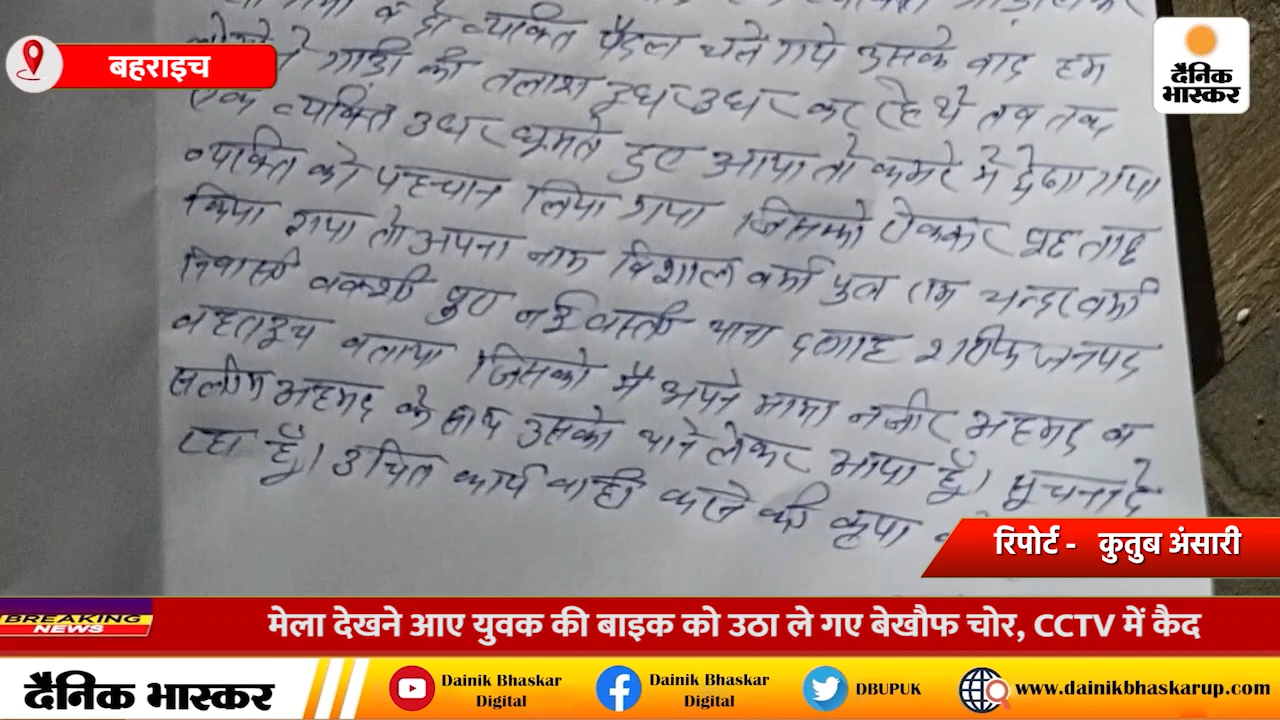 व दो व्यक्ति पैदल चले गये उसके बाद हम
ने गाडी की तलाश इधर उधर कर रहे थे तब तक
एक व्यक्ति उधर घूमते हुए आया तो कैमरे मे देखा गया
व्यक्ति को पहचान लिया गया जिसको रोककर पूछ ताछ
किया गया तो अपना नाम विशाल वर्मा पुत्र राम चन्दर वर्मा
निवासी बक्शी पुरा नई बस्ती थाना दरगाह शरीफ जनपद
बहराइच बताया जिसको मै अपने मामा नजीर अहमद व
सलीम अहमद के साथ उसको थाने लेकर आया हूँ। सूचना दे
रहा हूँ। उचित कार्यवाही करने की कृपा
बहराइच
दैनिक
भास्कर
रिपोर्ट - कुतुब अंसारी
BREAKING
NEWS
मेला देखने आए युवक की बाइक को उठा ले गए बेखौफ चोर, CCTV में कैद
दैनिक भास्कर
Dainik Bhaskar
Digital
Dainik Bhaskar
Digital
DBUPUK
www.dainikbhaskarup.com